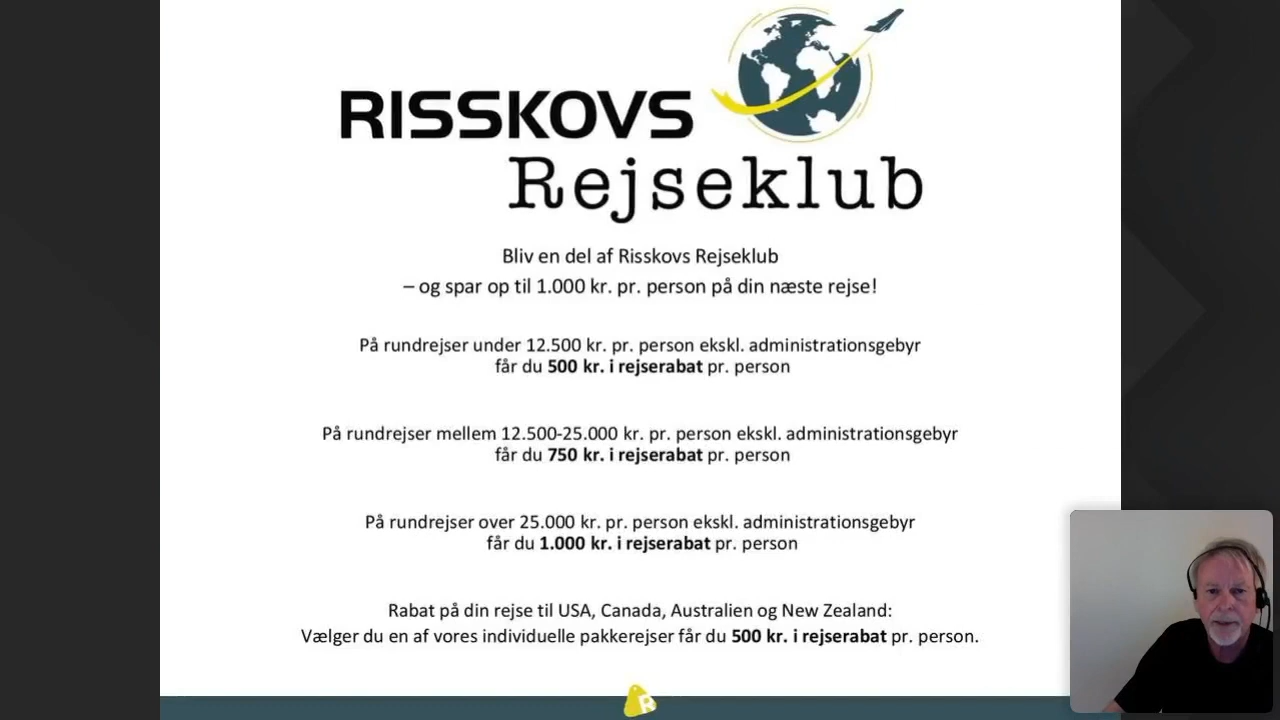 RISSKOVS
Rejseklub
Bliv en del af Risskovs Rejseklub
– og spar op til 1.000 kr. pr. person på din næste rejse!
På rundrejser under 12.500 kr. pr. person ekskl. administrationsgebyr
får du 500 kr. i rejserabat pr. person
På rundrejser mellem 12.500-25.000 kr. pr. person ekskl. administrationsgebyr
får du 750 kr. i rejserabat pr. person
På rundrejser over 25.000 kr. pr. person ekskl. administrationsgebyr
får du 1.000 kr. i rejserabat pr. person
Rabat på din rejse til USA, Canada, Australien og New Zealand:
Vælger du en af vores individuelle pakkerejser får du 500 kr. i rejserabat pr. person.
R